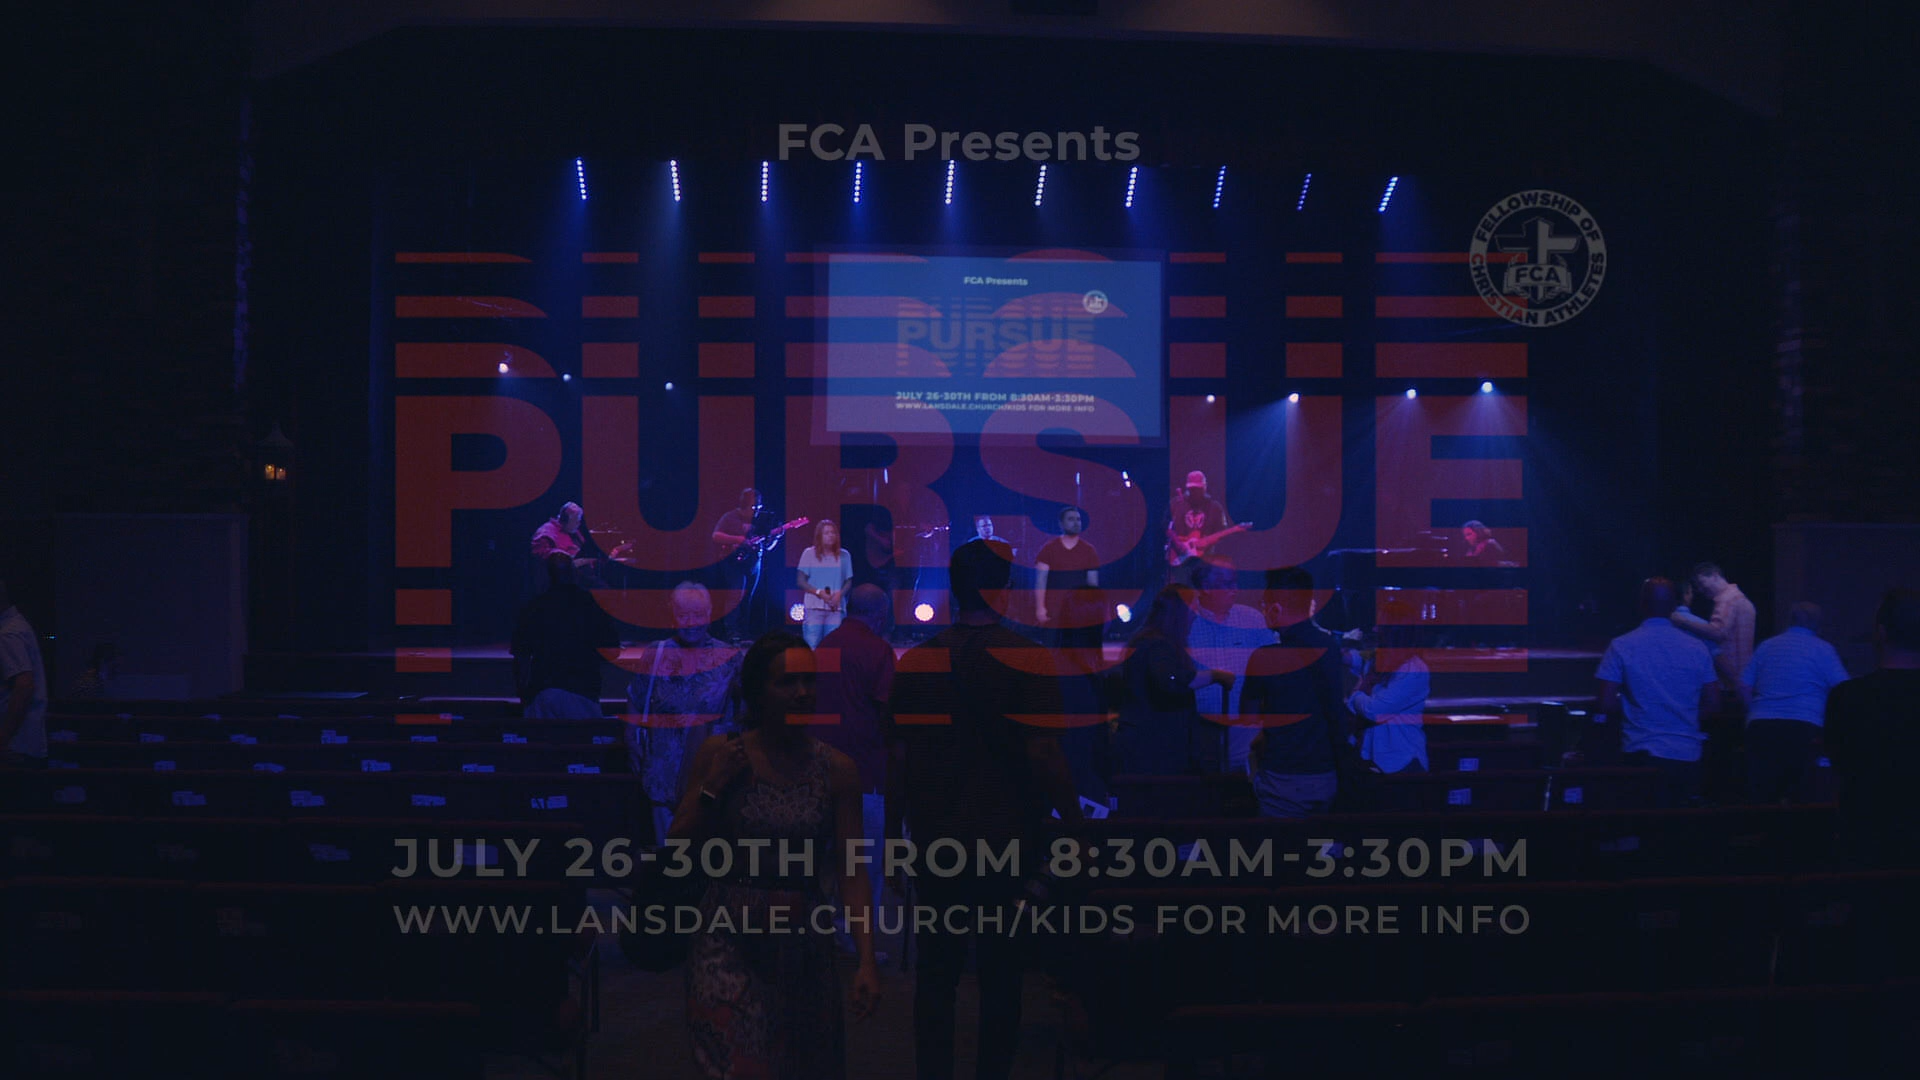 FCA Presents
FELLOWSHIP OF
CHRISTIAN ATHLETES
FCA
PURSUE
FCA Presents
PURSUE
JULY 26-30TH FROM 8:30AM-3:30PM
WWW.LANSDALE.CHURCH/KIDS FOR MORE INFO
JULY 26-30TH FROM 8:30AM-3:30PM
WWW.LANSDALE.CHURCH/KIDS FOR MORE INFO